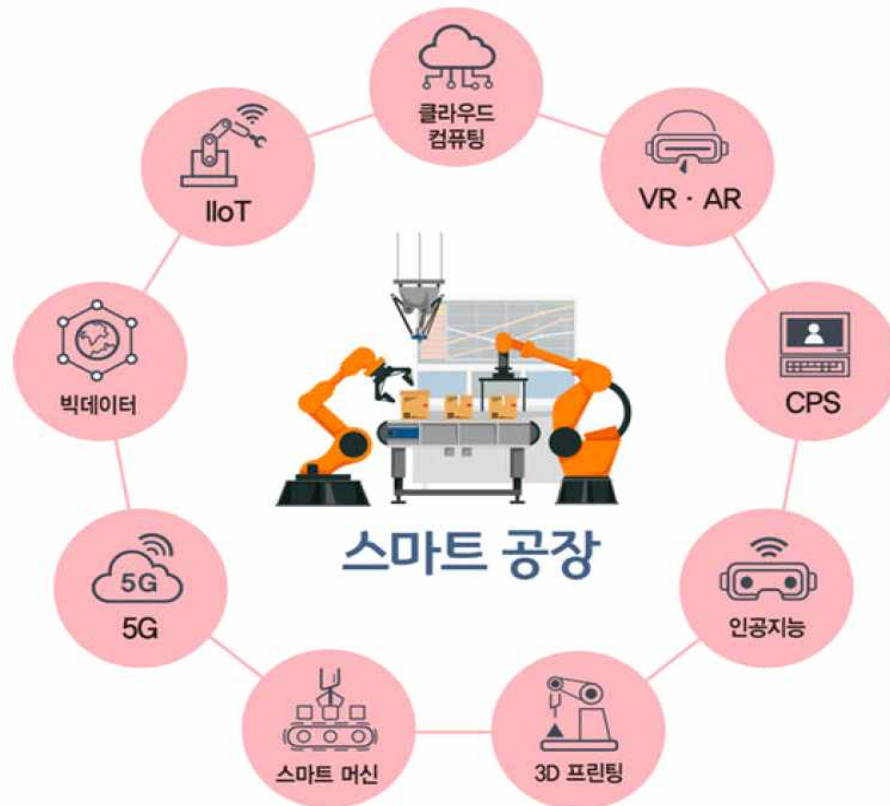 클라우드
컴퓨팅
IIoT
VR · AR
빅데이터
CPS
스마트 공장
5G
5G
인공지능
스마트 머신
3D 프린팅